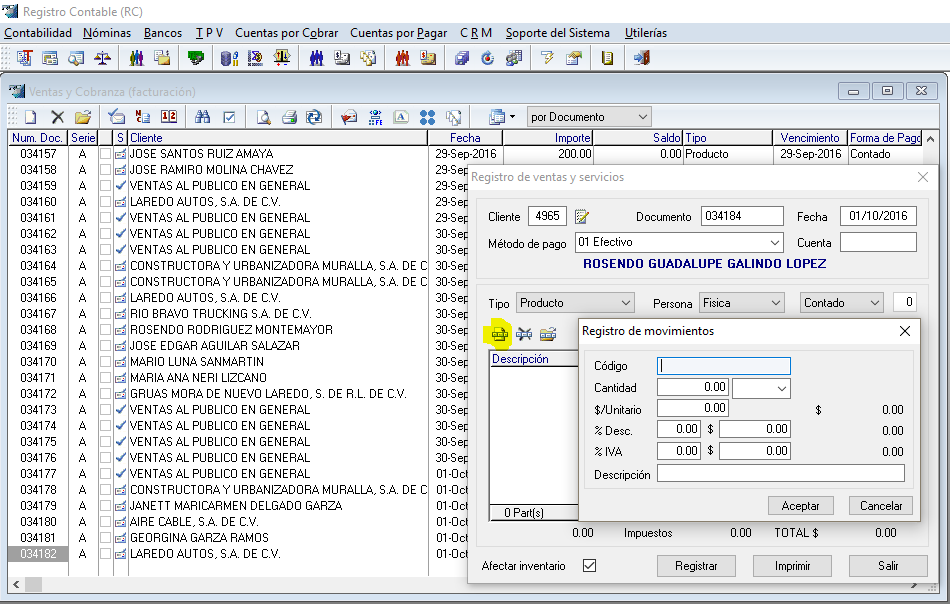 Registro Contable (RC)
Contabilidad Nóminas Bancos T P V Cuentas por Cobrar Cuentas por Pagar C R M Soporte del Sistema Utilerías
Ventas y Cobranza (facturación)
por Documento
Num. Doc. Serie S Cliente Fecha Importe Saldo Tipo Vencimiento Forma de Pago
034157 A JOSE SANTOS RUIZ AMAYA 29-Sep-2016 200.00 0.00 Producto 29-Sep-2016 Contado
034158 A JOSE RAMIRO MOLINA CHAVEZ 29-Sep
034159 A VENTAS AL PUBLICO EN GENERAL 29-Sep
034160 A LAREDO AUTOS, S.A. DE C.V. 29-Sep
034161 A VENTAS AL PUBLICO EN GENERAL 30-Sep
034162 A VENTAS AL PUBLICO EN GENERAL 30-Sep
034163 A VENTAS AL PUBLICO EN GENERAL 30-Sep
034164 A CONSTRUCTORA Y URBANIZADORA MURALLA, S.A. DE C 30-Sep
034165 A CONSTRUCTORA Y URBANIZADORA MURALLA, S.A. DE C 30-Sep
034166 A LAREDO AUTOS, S.A. DE C.V. 30-Sep
034167 A RIO BRAVO TRUCKING S.A. DE C.V. 30-Sep
034168 A ROSENDO RODRIGUEZ MONTEMAYOR 30-Sep
034169 A JOSE EDGAR AGUILAR SALAZAR 30-Sep
034170 A MARIO LUNA SANMARTIN 30-Sep
034171 A MARIA ANA NERI LIZCANO 30-Sep
034172 A GRUAS MORA DE NUEVO LAREDO, S. DE R.L. DE C.V. 30-Sep
034173 A VENTAS AL PUBLICO EN GENERAL 30-Sep
034174 A VENTAS AL PUBLICO EN GENERAL 30-Sep
034175 A VENTAS AL PUBLICO EN GENERAL 30-Sep
034176 A VENTAS AL PUBLICO EN GENERAL 30-Sep
034177 A VENTAS AL PUBLICO EN GENERAL 01-Oct
034178 A CONSTRUCTORA Y URBANIZADORA MURALLA, S.A. DE C 01-Oct
034179 A JANETT MARICARMEN DELGADO GARZA 01-Oct
034180 A AIRE CABLE, S.A. DE C.V. 01-Oct
034181 A GEORGINA GARZA RAMOS 01-Oct
034182 A LAREDO AUTOS, S.A. DE C.V. 01-Oct
Registro de ventas y servicios
Cliente 4965 Documento 034184 Fecha 01/10/2016
Método de pago 01 Efectivo Cuenta
ROSENDO GUADALUPE GALINDO LOPEZ
Tipo Producto Persona Fisica Contado 0
Descripción
0 Part(s)
0.00 Impuestos 0.00 TOTAL $ 0.00
Afectar inventario Registrar Imprimir Salir
Registro de movimientos
Código
Cantidad 0.00
$/Unitario 0.00 $ 0.00
% Desc. 0.00 $ 0.00 0.00
% IVA 0.00 $ 0.00 0.00
Descripción
Aceptar Cancelar